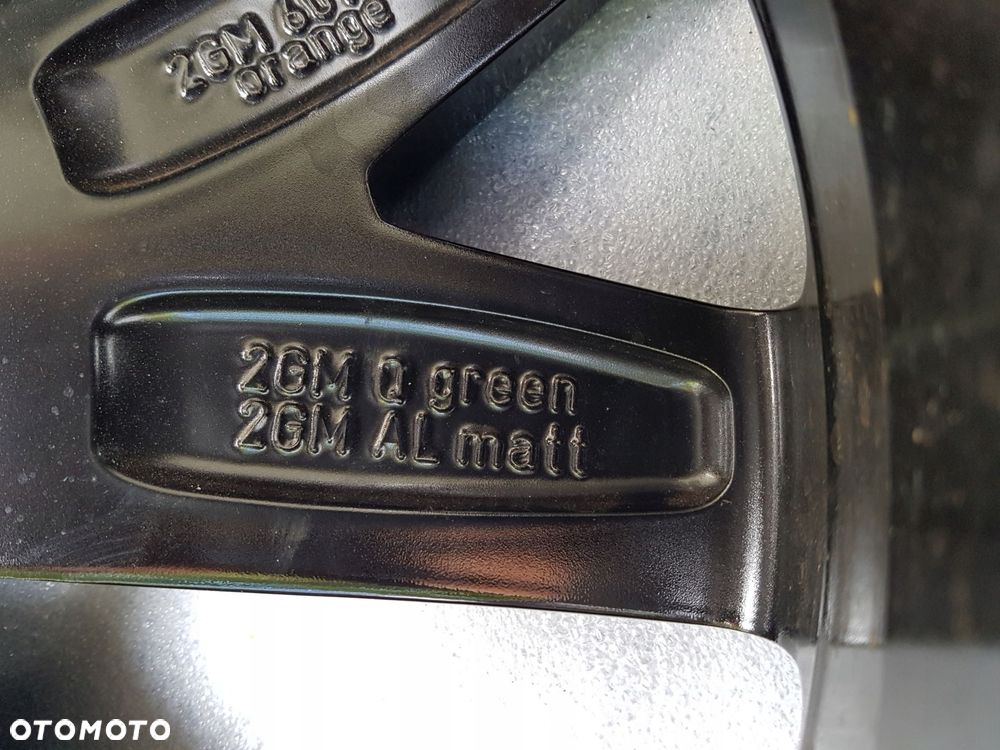 2GM
orange
2GM Q green
2GM AL matt
OTOMOTO